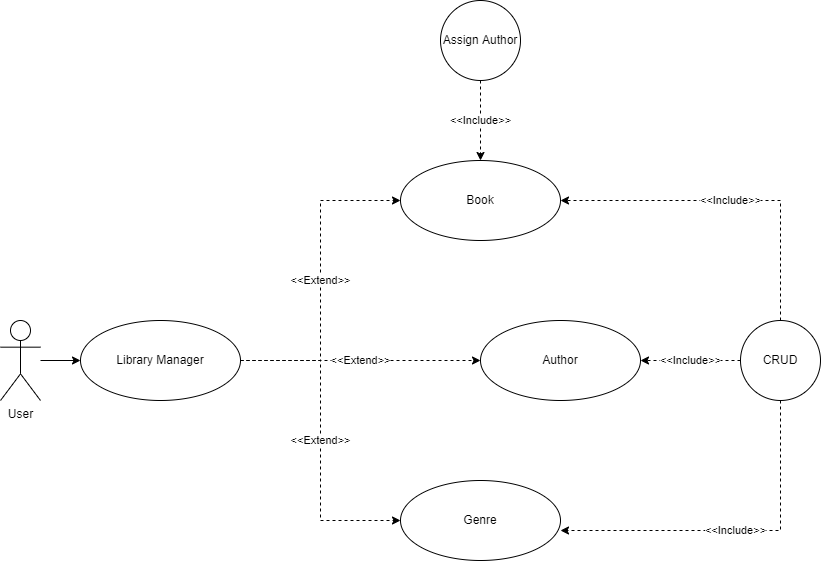 Assign Author
<<Include>>
Book
<<Include>>
<<Extend>>
User
Library Manager
<<Extend>>
Author
<<Include>>
CRUD
<<Extend>>
Genre
<<Include>>